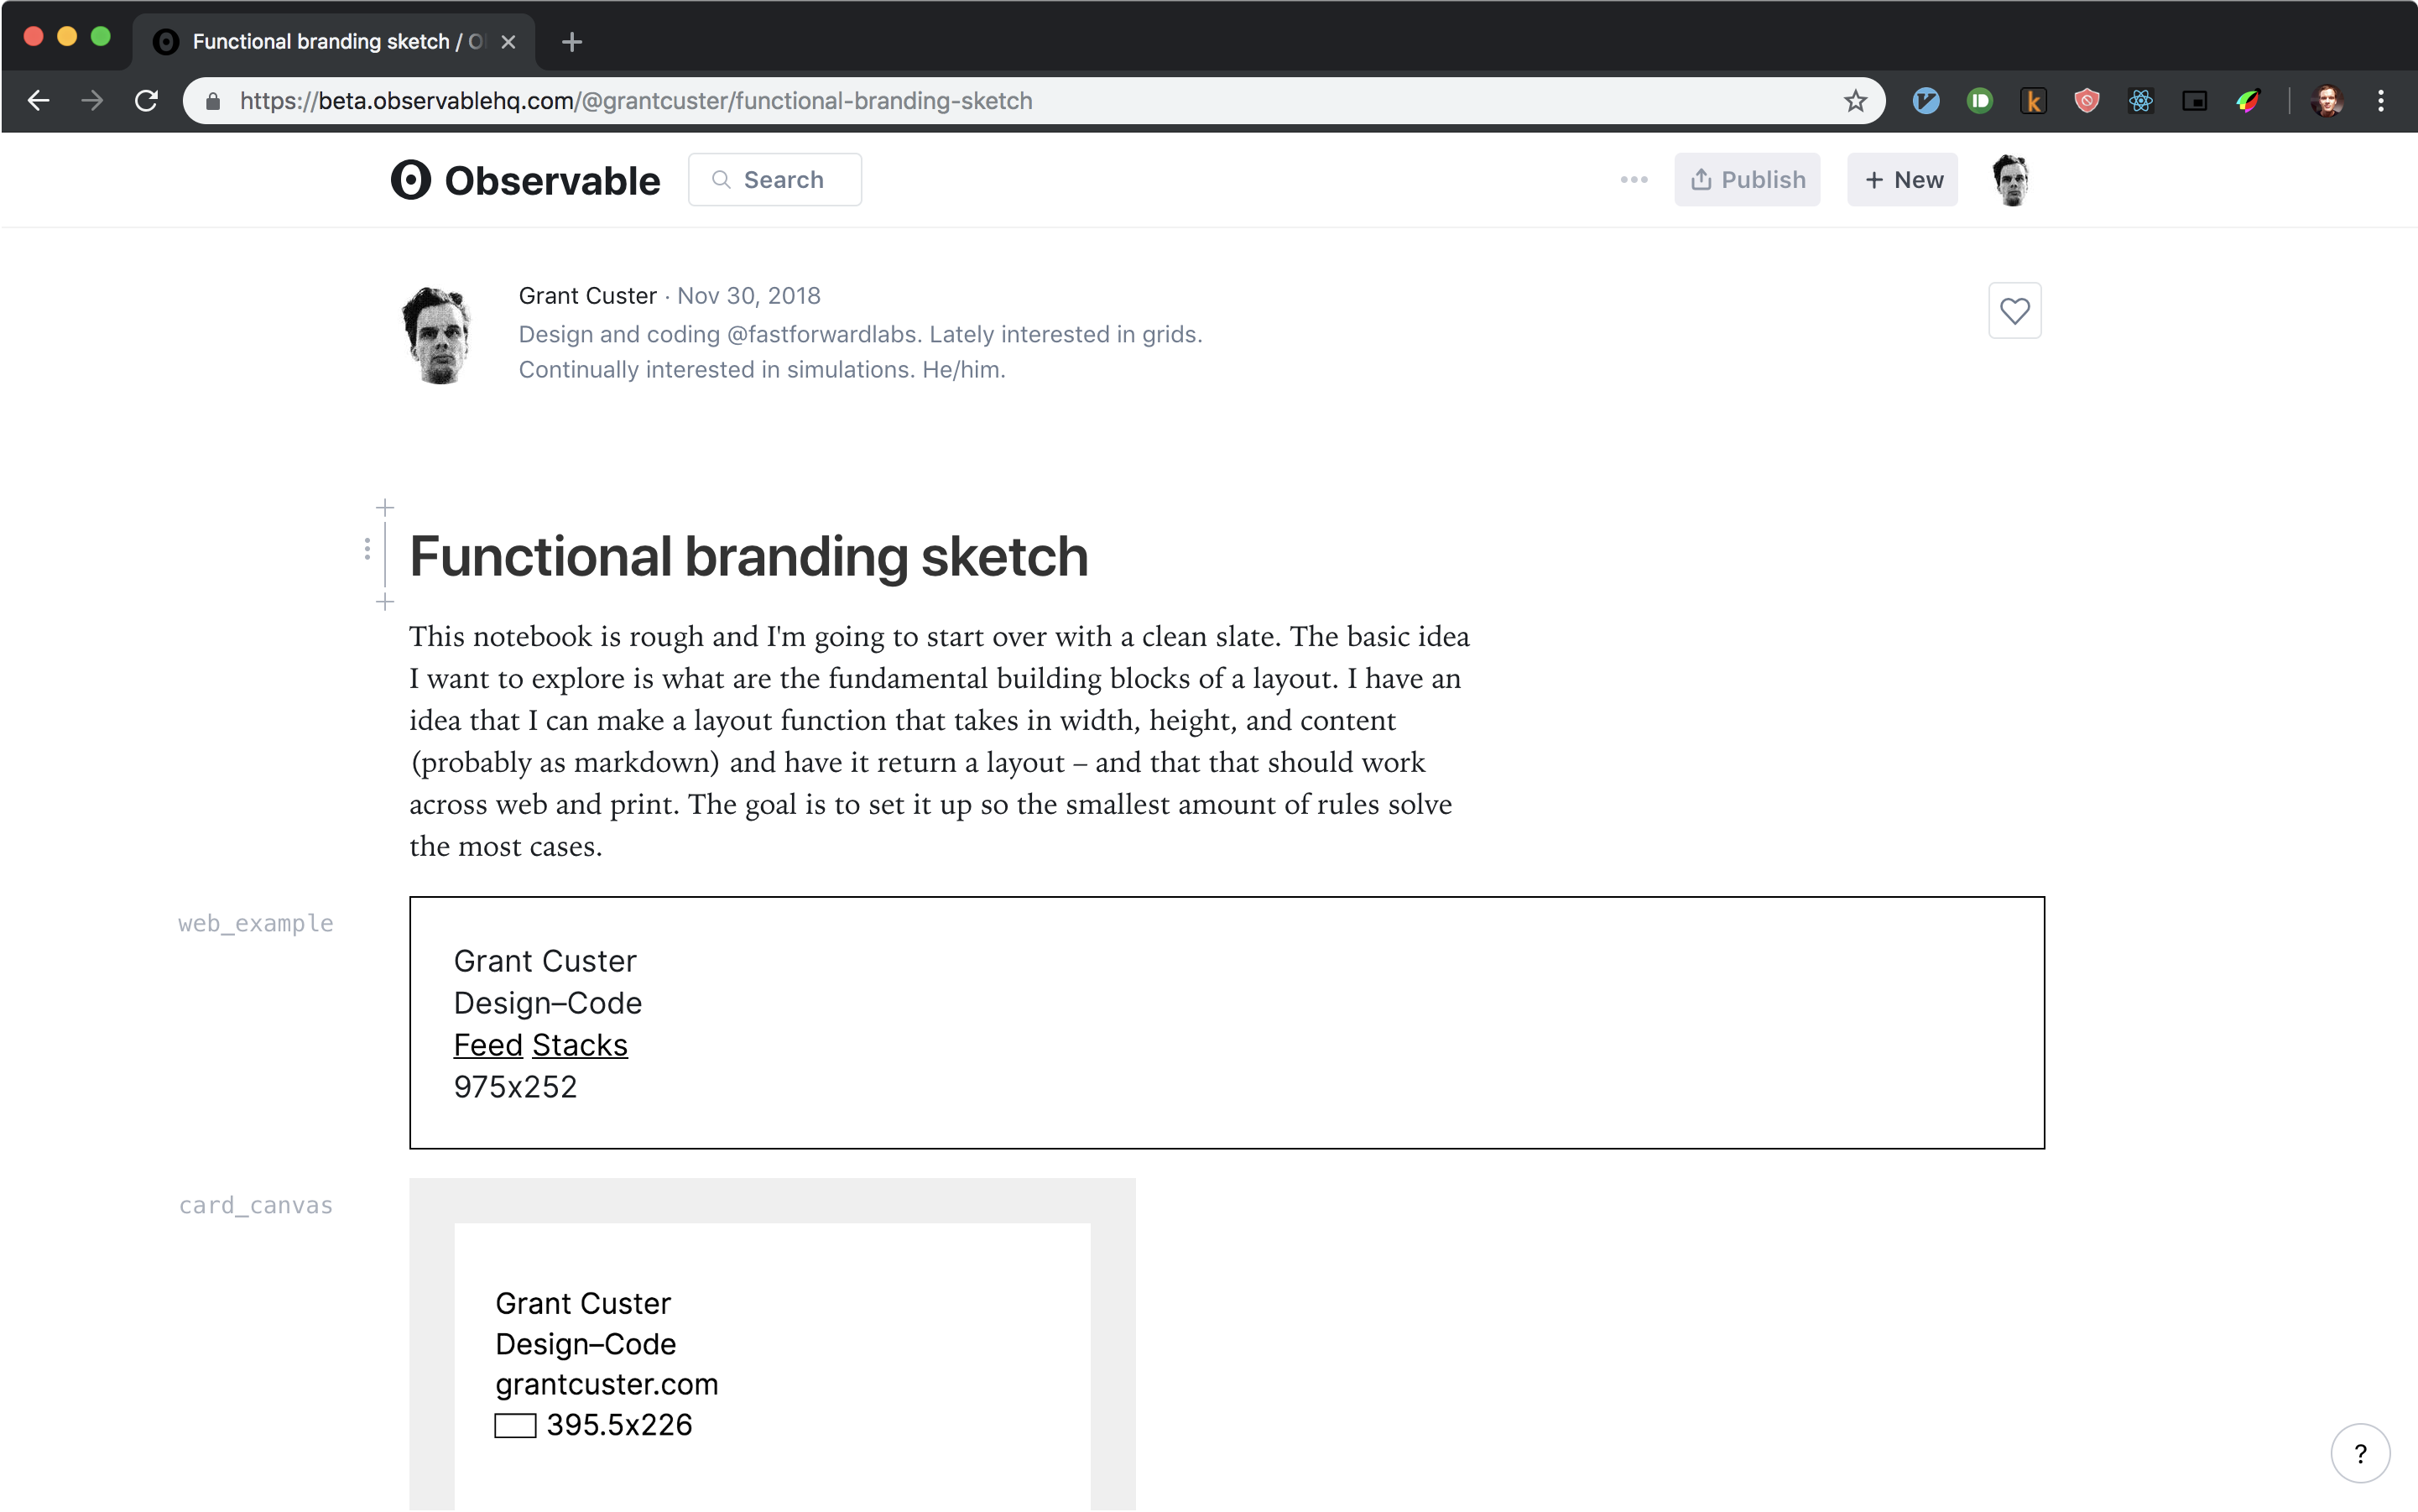 Functional branding sketch / O
https://beta.observablehq.com/@grantcuster/functional-branding-sketch
Observable
Search
Publish
+ New
Grant Custer · Nov 30, 2018
Design and coding @fastforwardlabs. Lately interested in grids.
Continually interested in simulations. He/him.
Functional branding sketch
This notebook is rough and I'm going to start over with a clean slate. The basic idea
I want to explore is what are the fundamental building blocks of a layout. I have an
idea that I can make a layout function that takes in width, height, and content
(probably as markdown) and have it return a layout – and that that should work
across web and print. The goal is to set it up so the smallest amount of rules solve
the most cases.
web_example
Grant Custer
Design–Code
Feed Stacks
975x252
card_canvas
Grant Custer
Design–Code
grantcuster.com
395.5x226
?